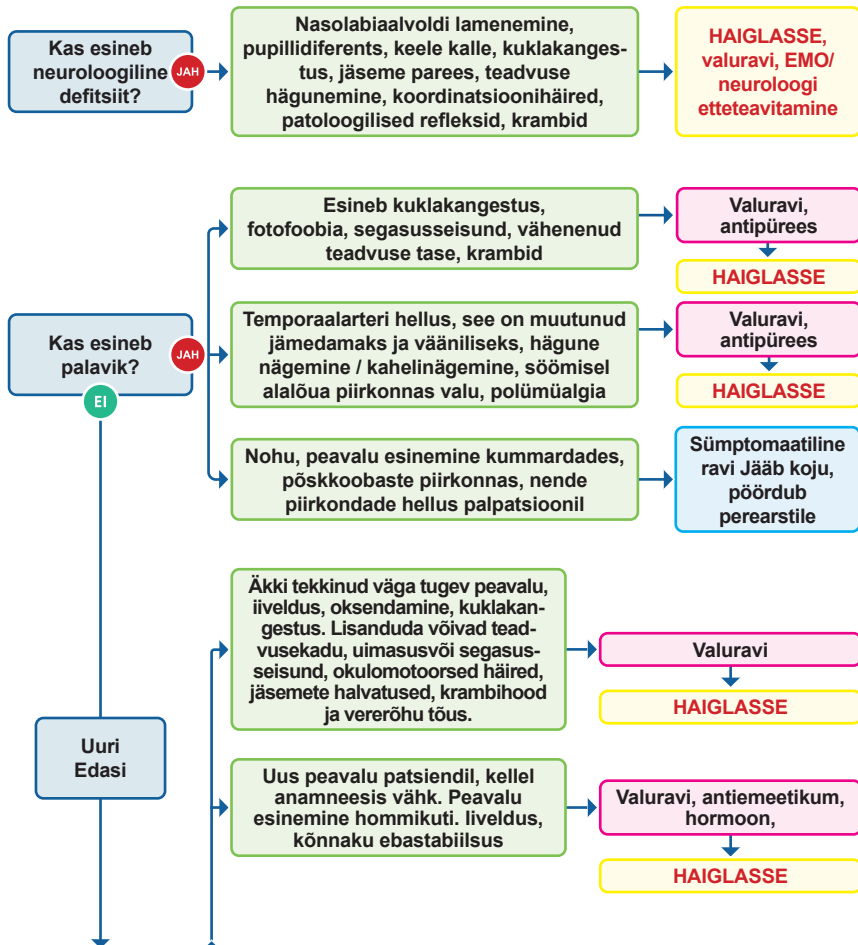 Kas esineb
neuroloogiline
defitsiit?
JAH
Nasolabiaalvoldi lamenemine,
pupillidiferents, keele kalle, kuklakanges-
tus, jäseme parees, teadvuse
hägunemine, koordinatsioonihäired,
patoloogilised refleksid, krambid
HAIGLASSE,
valuravi, EMO/
neuroloogi
etteteavitamine
Kas esineb
palavik?
JAH
EI
Esineb kuklakangestus,
fotofoobia, segasusseisund, vähenenud
teadvuse tase, krambid
Valuravi,
antipürees
HAIGLASSE
Temporaalarteri hellus, see on muutunud
jämedamaks ja vääniliseks, hägune
nägemine / kahelinägemine, söömisel
alalõua piirkonnas valu, polümüalgia
Valuravi,
antipürees
HAIGLASSE
Nohu, peavalu esinemine kummardades,
põskkoobaste piirkonnas, nende
piirkondade hellus palpatsioonil
Sümptomaatiline
ravi Jääb koju,
pöördub
perearstile
Uuri
Edasi
Äkki tekkinud väga tugev peavalu,
iiveldus, oksendamine, kuklakan-
gestus. Lisanduda võivad tead-
vusekadu, uimasusvõi segasus-
seisund, okulomotoorsed häired,
jäsemete halvatused, krambihood
ja vererõhu tõus.
Valuravi
HAIGLASSE
Uus peavalu patsiendil, kellel
anamneesis vähk. Peavalu
esinemine hommikuti. Iiveldus,
kõnnaku ebastabiilsus
Valuravi, antiemeetikum,
hormoon,
HAIGLASSE